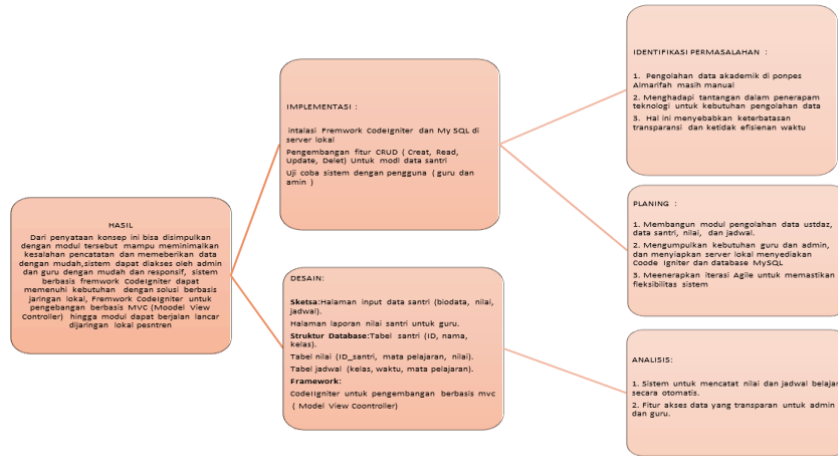 HASIL
Dari penyataan konsep ini bisa disimpulkan
dengan modul tersebut mampu meminimalkan
kesalahan pencatatan dan memeberikan data
dengan mudah,sistem dapat diakses oleh admin
dan guru dengan mudah dan responsif, sistem
berbasis fremwork CodeIgniter dapat
memenuhi kebutuhan dengan solusi berbasis
jaringan lokal, Fremwork CodeIgniter untuk
pengebangan berbasis MVC (Moodel View
Controller) hingga modul dapat berjalan lancar
dijaringan lokal pesntren
IMPLEMENTASI :
intalasi Fremwork CodeIgniter dan My SQL di
server lokal
Pengembangan fitur CRUD ( Creat, Read,
Update, Delet) Untuk modl data santri
Uji coba sistem dengan pengguna ( guru dan
amin )
DESAIN:
Sketsa:Halaman input data santri (biodata, nilai,
jadwal).
Halaman laporan nilai santri untuk guru.
Struktur Database:Tabel santri (ID, nama,
kelas).
Tabel nilai (ID_santri, mata pelajaran, nilai).
Tabel jadwal (kelas, waktu, mata pelajaran).
Framework:
CodeIIgniter untuk pengembangan berbasis mvc
( Model View Coontroller)
IDENTIFIKASI PERMASALAHAN :
1. Pengolahan data akademik di ponpes
Almarifah masih manual
2. Menghadapi tantangan dalam penerapam
teknologi untuk kebutuhan pengolahan data
3. Hal ini menyebabkan keterbatasan
transparansi dan ketidak efisienan waktu
PLANING :
1. Membangun modul pengolahan data ustdaz,
data santri, nilai, dan jadwal.
2. Mengumpulkan kebutuhan guru dan admin,
dan menyiapkan server lokal menyediakan
Coode Igniter dan database MySQL
3. Meenerapkan iterasi Agile untuk memastikan
fleksibilitas sistem
ANALISIS:
1. Sistem untuk mencatat nilai dan jadwal belajar
secara otomatis.
2. Fitur akses data yang transparan untuk admin
dan guru.